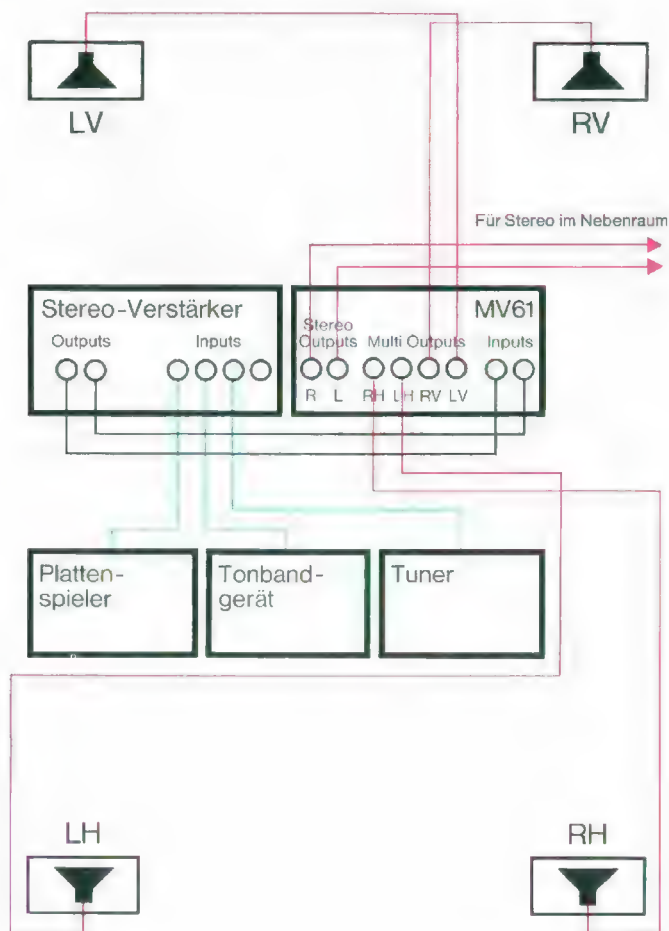 LV
RV
Für Stereo im Nebenraum
Stereo-Verstärker
Outputs
Inputs
MV61
Stereo
Outputs
Multi Outputs
Inputs
R L RH LH RV LV
Platten-
spieler
Tonband-
gerät
Tuner
LH
RH